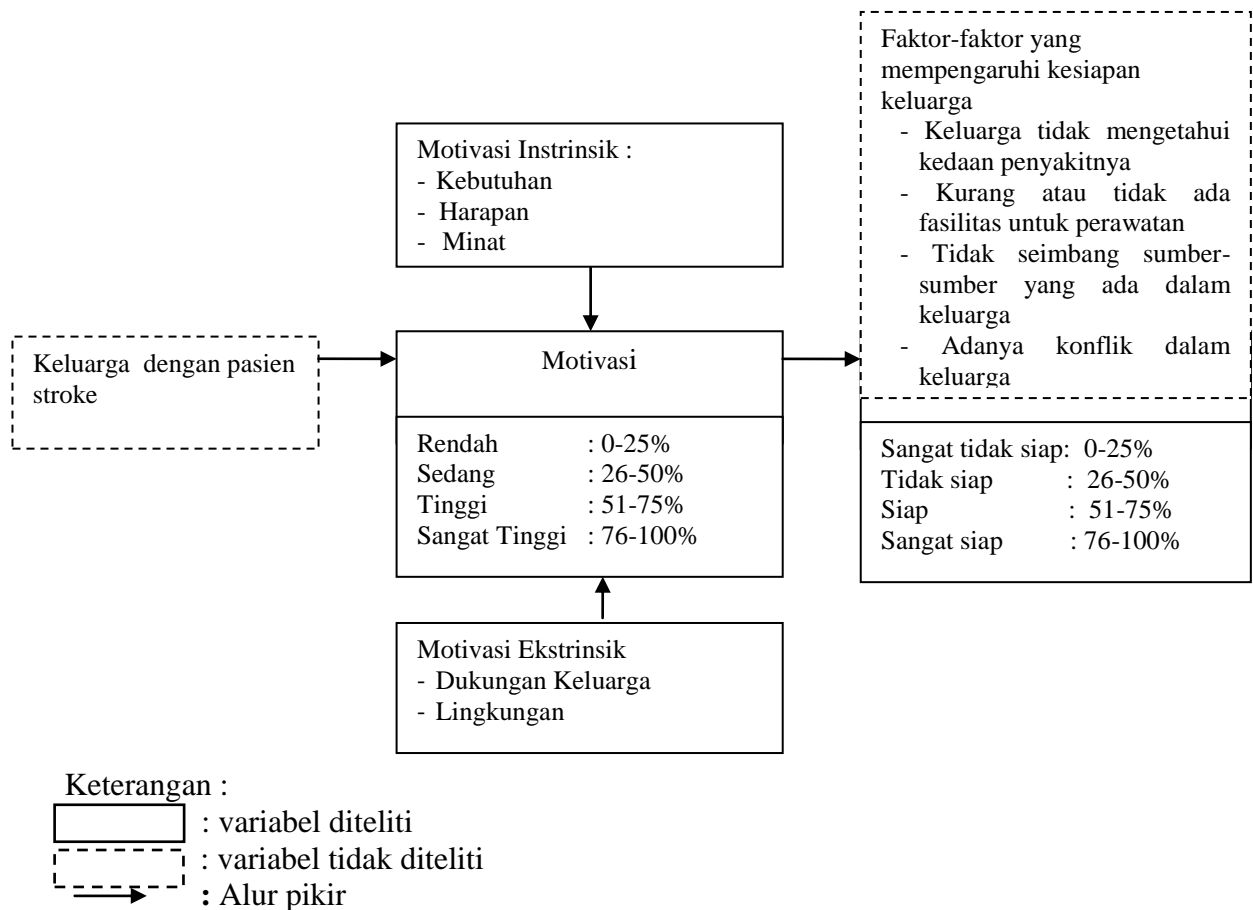 Faktor-faktor yang
mempengaruhi kesiapan
keluarga
- Keluarga tidak mengetahui
kedaan penyakitnya
- Kurang atau tidak ada
fasilitas untuk perawatan
- Tidak seimbang sumber-
sumber yang ada dalam
keluarga
- Adanya konflik dalam
keluarga
Motivasi Instrinsik :
- Kebutuhan
- Harapan
- Minat
Keluarga dengan pasien
stroke
Motivasi
Rendah : 0-25%
Sedang : 26-50%
Tinggi : 51-75%
Sangat Tinggi : 76-100%
Sangat tidak siap: 0-25%
Tidak siap : 26-50%
Siap : 51-75%
Sangat siap : 76-100%
Motivasi Ekstrinsik
- Dukungan Keluarga
- Lingkungan
Keterangan :
: variabel diteliti
: variabel tidak diteliti
: Alur pikir